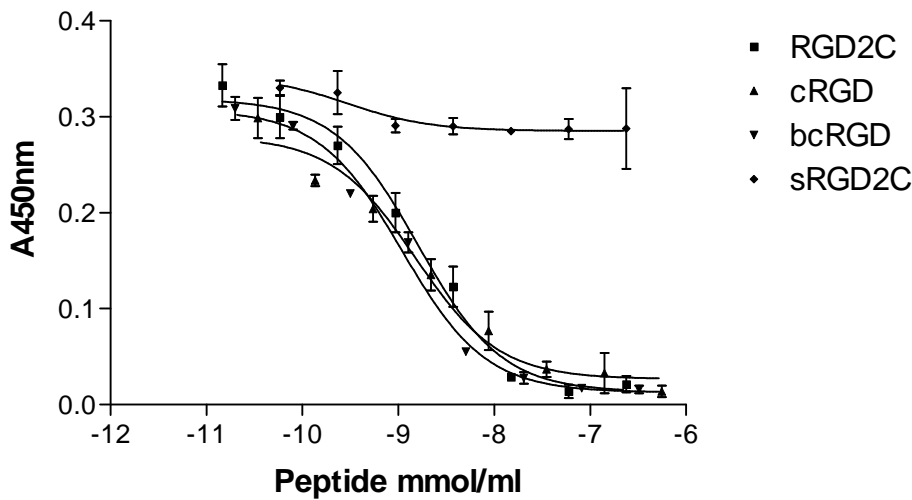 0.4
0.3
0.2
0.1
0.0
A450nm
-12 -11 -10 -9 -8 -7 -6
Peptide mmol/ml
RGD2C
cRGD
bcRGD
sRGD2C